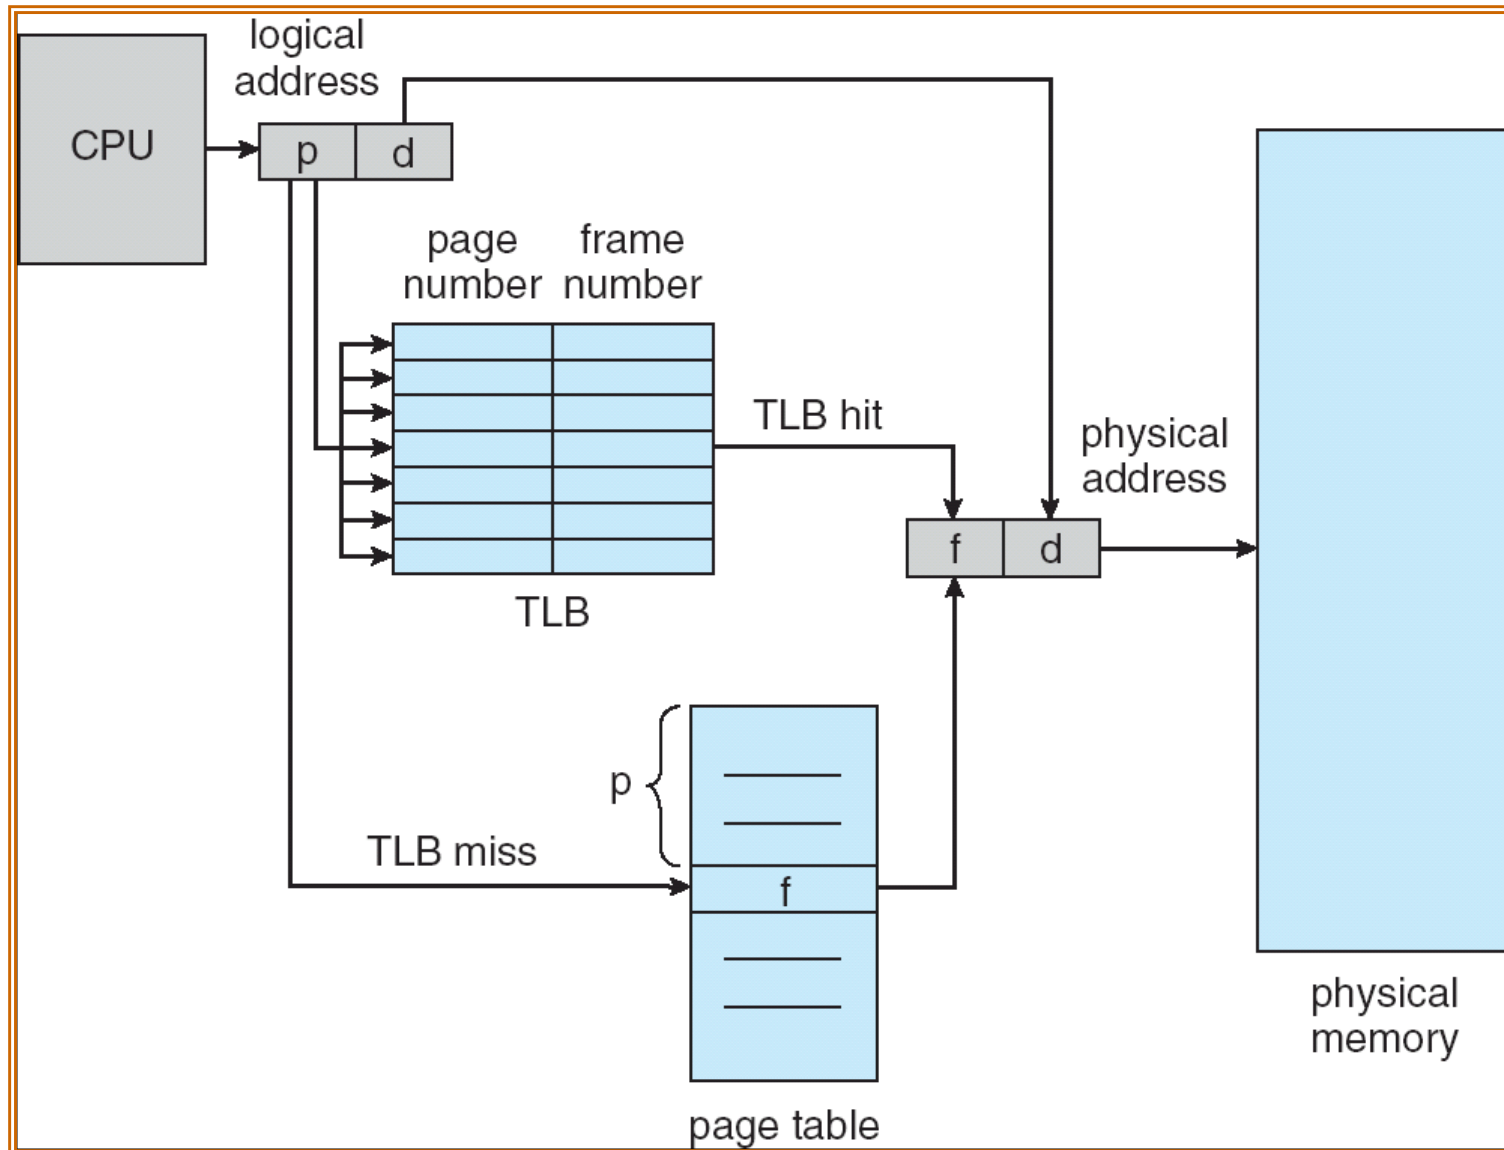 logical
address
CPU
p
d
page
number
frame
number
TLB hit
physical
address
f
d
TLB
p
TLB miss
f
physical
memory
page table